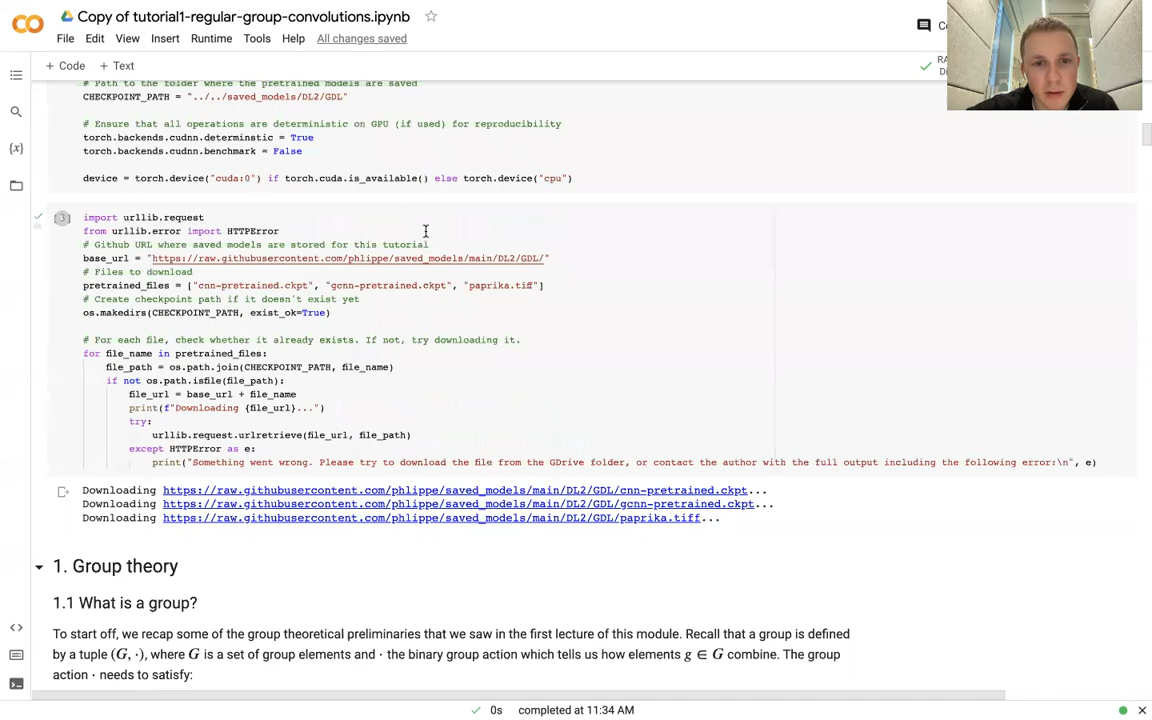 Copy of tutorial1-regular-group-convolutions.ipynb
File Edit View Insert Runtime Tools Help All changes saved
+ Code + Text
# Path to the folder where the pretrained models are saved
CHECKPOINT_PATH = "../../saved_models/DL2/GDL"
# Ensure that all operations are deterministic on GPU (if used) for reproducibility
torch.backends.cudnn.determinstic = True
torch.backends.cudnn.benchmark = False
device = torch.device("cuda:0") if torch.cuda.is_available() else torch.device("cpu")
[3]
import urllib.request
from urllib.error import HTTPError
# Github URL where saved models are stored for this tutorial
base_url = "https://raw.githubusercontent.com/phlippe/saved_models/main/DL2/GDL/"
# Files to download
pretrained_files = ["cnn-pretrained.ckpt", "gcnn-pretrained.ckpt", "paprika.tiff"]
# Create checkpoint path if it doesn't exist yet
os.makedirs(CHECKPOINT_PATH, exist_ok=True)
# For each file, check whether it already exists. If not, try downloading it.
for file_name in pretrained_files:
file_path = os.path.join(CHECKPOINT_PATH, file_name)
if not os.path.isfile(file_path):
file_url = base_url + file_name
print(f"Downloading {file_url}...")
try:
urllib.request.urlretrieve(file_url, file_path)
except HTTPError as e:
print("Something went wrong. Please try to download the file from the GDrive folder, or contact the author with the full output including the following error:\n", e)
Downloading https://raw.githubusercontent.com/phlippe/saved_models/main/DL2/GDL/cnn-pretrained.ckpt...
Downloading https://raw.githubusercontent.com/phlippe/saved_models/main/DL2/GDL/gcnn-pretrained.ckpt...
Downloading https://raw.githubusercontent.com/phlippe/saved_models/main/DL2/GDL/paprika.tiff...
1. Group theory
1.1 What is a group?
To start off, we recap some of the group theoretical preliminaries that we saw in the first lecture of this module. Recall that a group is defined
by a tuple (G, ·), where G is a set of group elements and · the binary group action which tells us how elements g ∈ G combine. The group
action · needs to satisfy:
0s completed at 11:34 AM